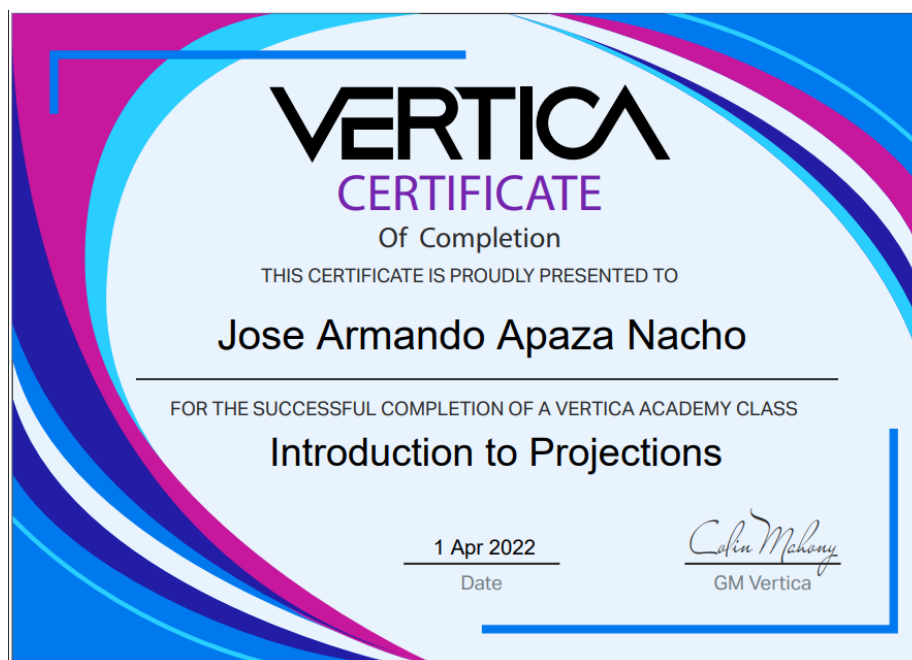 VERTICA
CERTIFICATE
Of Completion
THIS CERTIFICATE IS PROUDLY PRESENTED TO
Jose Armando Apaza Nacho
FOR THE SUCCESSFUL COMPLETION OF A VERTICA ACADEMY CLASS
Introduction to Projections
1 Apr 2022
Colin Mahony
Date
GM Vertica